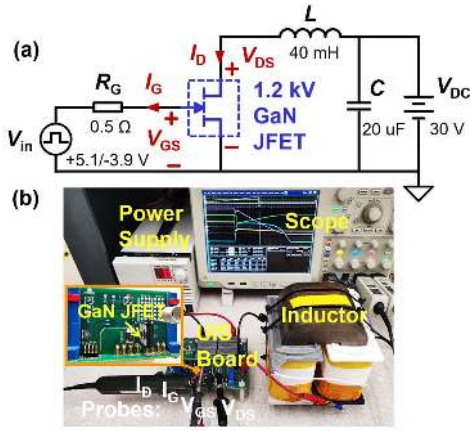 (a)
L
I_D
V_DS
40 mH
R_G
I_G
1.2 kV
GaN
JFET
C
V_DC
0.5 Ω
V_GS
V_in
20 uF
30 V
+5.1/-3.9 V
(b)
Power
Supply
Scope
GaN JFET
UIS
Board
Inductor
I_D I_G
Probes: V_GS V_DS